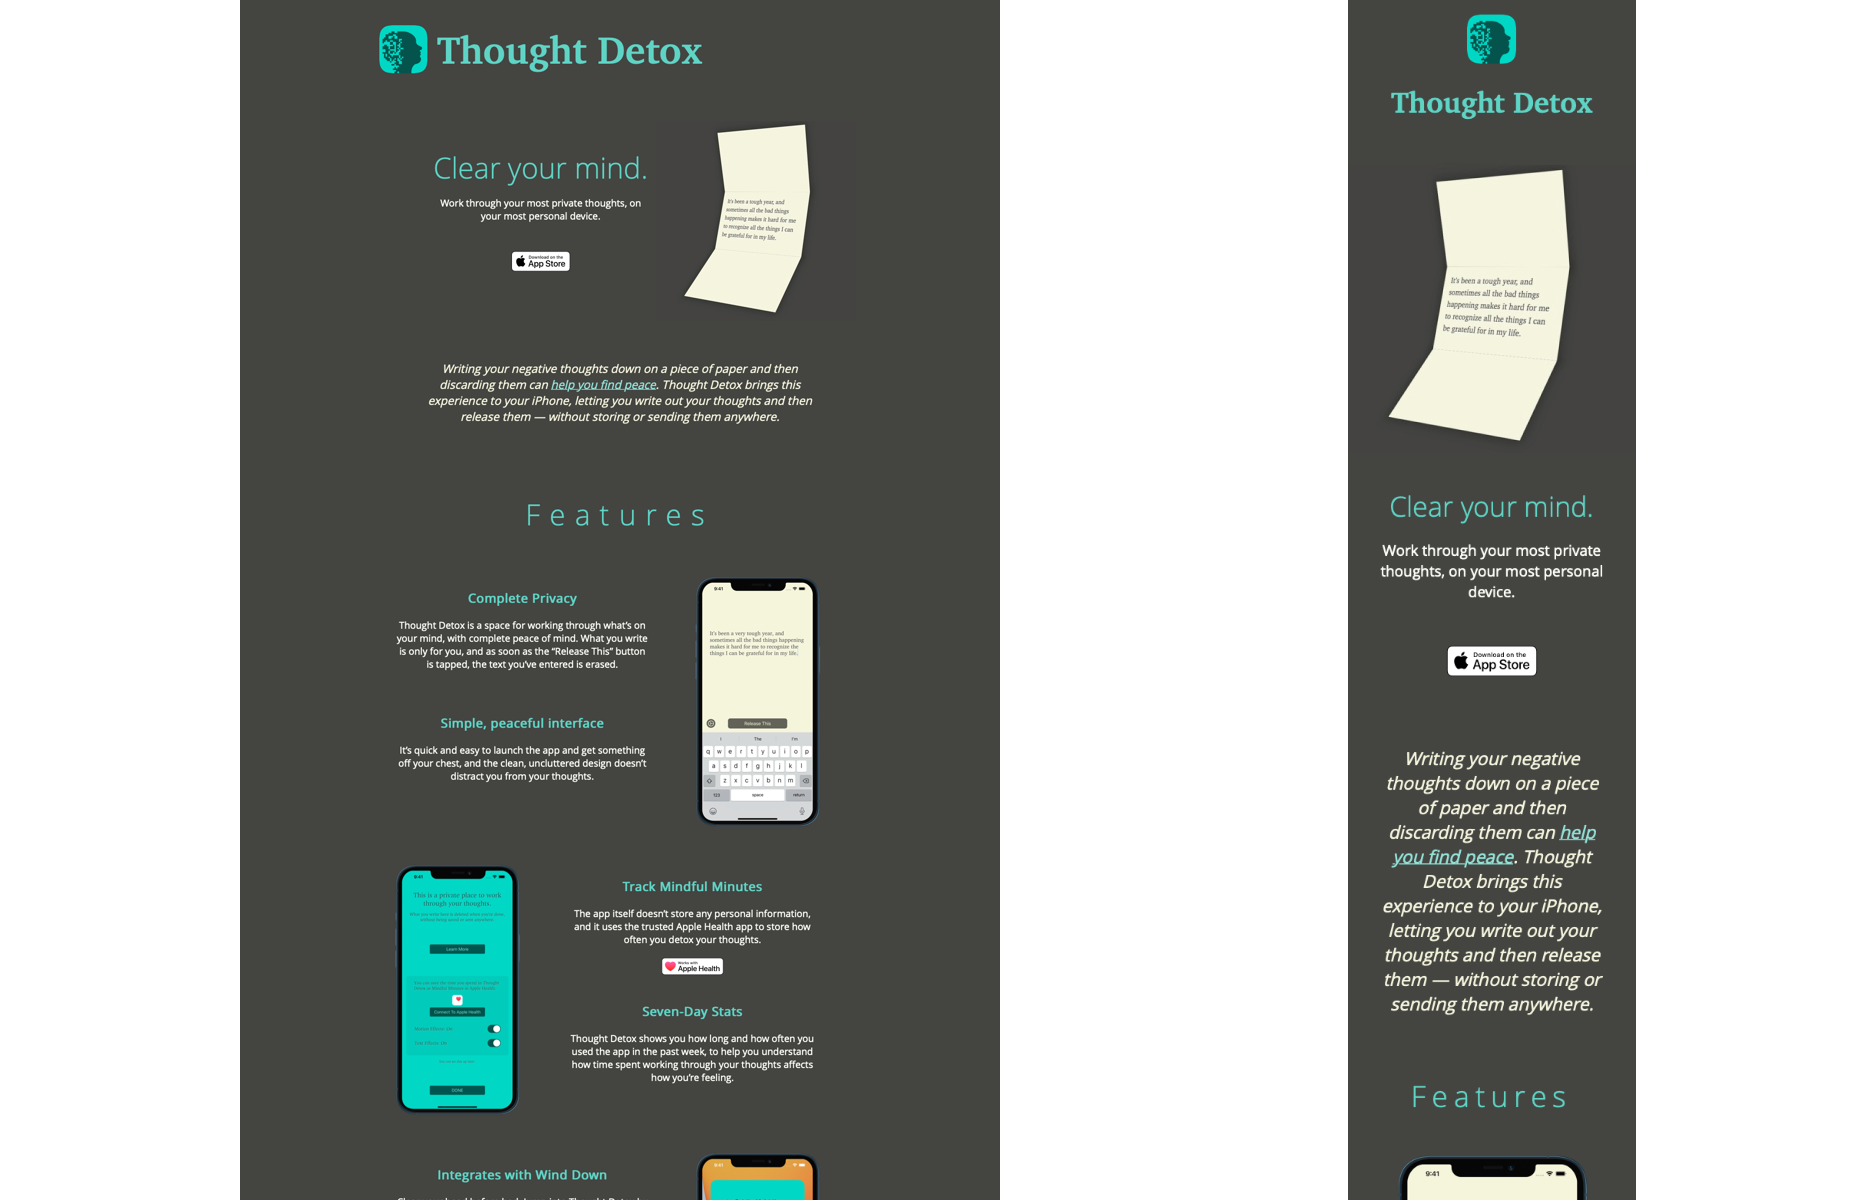 Thought Detox
Clear your mind.
Work through your most private thoughts, on
your most personal device.
Download on the
App Store
It's been a tough year, and
sometimes all the bad things
happening makes it hard for me
to recognize all the things I can
be grateful for in my life.
Writing your negative thoughts down on a piece of paper and then
discarding them can help you find peace. Thought Detox brings this
experience to your iPhone, letting you write out your thoughts and then
release them — without storing or sending them anywhere.
Features
Complete Privacy
Thought Detox is a space for working through what's on
your mind, with complete peace of mind. What you write
is only for you, and as soon as the “Release This” button
is tapped, the text you've entered is erased.
Simple, peaceful interface
It's quick and easy to launch the app and get something
off your chest, and the clean, uncluttered design doesn't
distract you from your thoughts.
9:41
It's been a very tough year, and
sometimes all the bad things happening
makes it hard for me to recognize the
things I can be grateful for in my life.
Release This
I The I'm
q w e r t y u i o p
a s d f g h j k l
z x c v b n m
123 space return
9:41
This is a private place to work
through your thoughts.
Learn More
Connect To Apple Health
DONE
Track Mindful Minutes
The app itself doesn't store any personal information,
and it uses the trusted Apple Health app to store how
often you detox your thoughts.
Works with
Apple Health
Seven-Day Stats
Thought Detox shows you how long and how often you
used the app in the past week, to help you understand
how time spent working through your thoughts affects
how you're feeling.
Integrates with Wind Down
9:41
Thought Detox
It's been a tough year, and
sometimes all the bad things
happening makes it hard for me
to recognize all the things I can
be grateful for in my life.
Clear your mind.
Work through your most private
thoughts, on your most personal
device.
Download on the
App Store
Writing your negative
thoughts down on a piece
of paper and then
discarding them can help
you find peace. Thought
Detox brings this
experience to your iPhone,
letting you write out your
thoughts and then release
them — without storing or
sending them anywhere.
Features
9:41